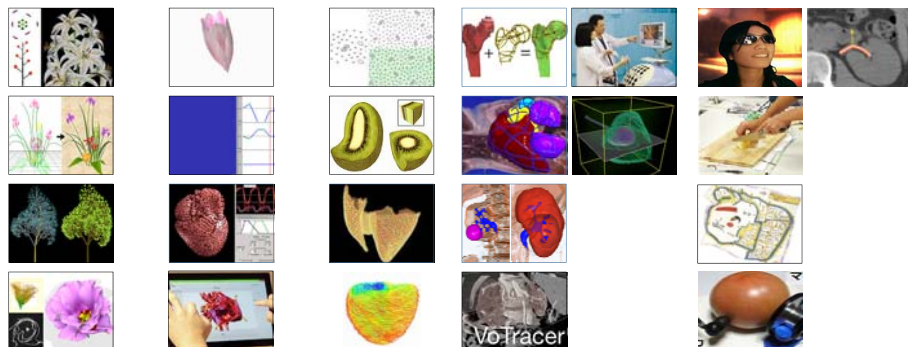 +
=
VoTracer